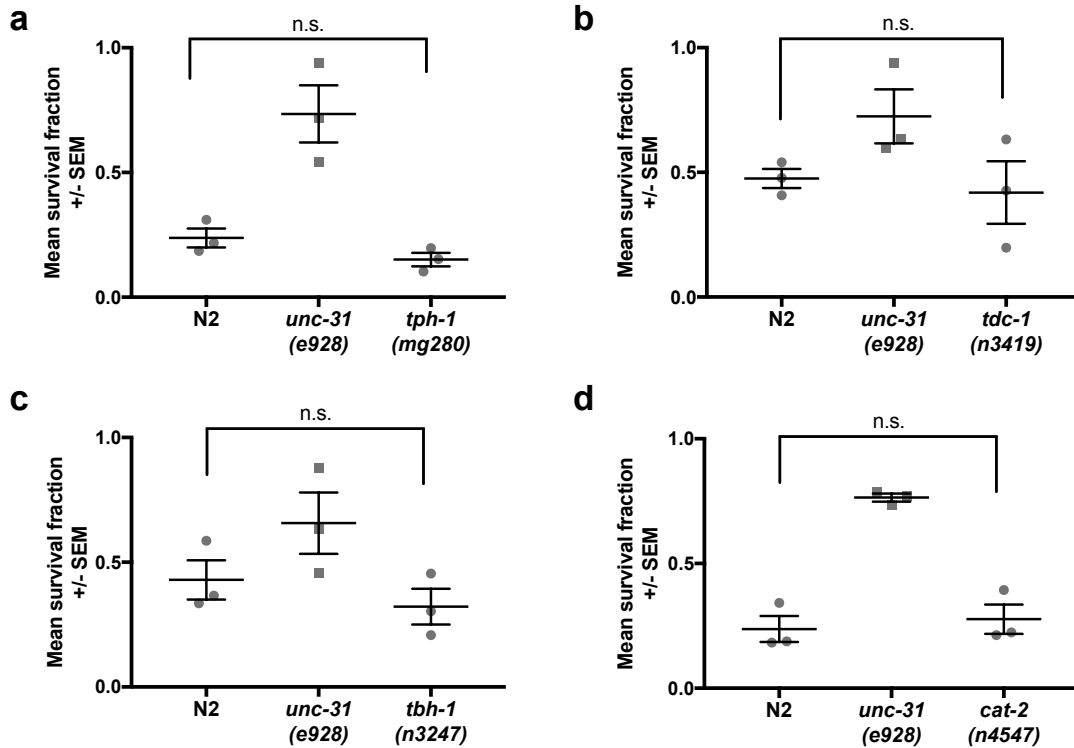 a
n.s.
Mean survival fraction
+/- SEM
1.0
0.5
0.0
N2
unc-31
(e928)
tph-1
(mg280)
b
n.s.
Mean survival fraction
+/- SEM
1.0
0.5
0.0
N2
unc-31
(e928)
tdc-1
(n3419)
c
n.s.
Mean survival fraction
+/- SEM
1.0
0.5
0.0
N2
unc-31
(e928)
tbh-1
(n3247)
d
n.s.
Mean survival fraction
+/- SEM
1.0
0.5
0.0
N2
unc-31
(e928)
cat-2
(n4547)